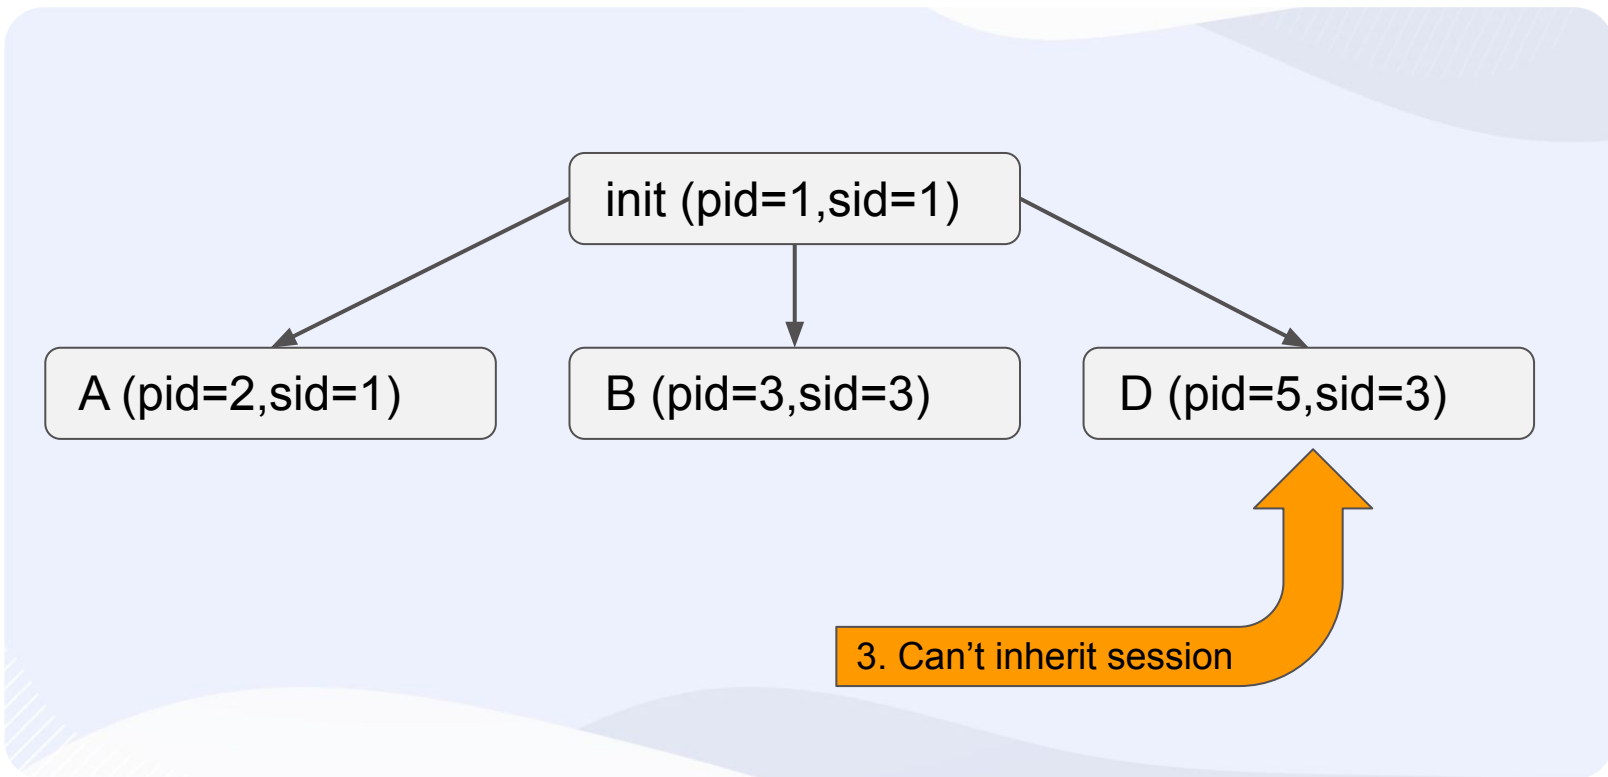 init (pid=1,sid=1)
A (pid=2,sid=1)
B (pid=3,sid=3)
D (pid=5,sid=3)
3. Can’t inherit session